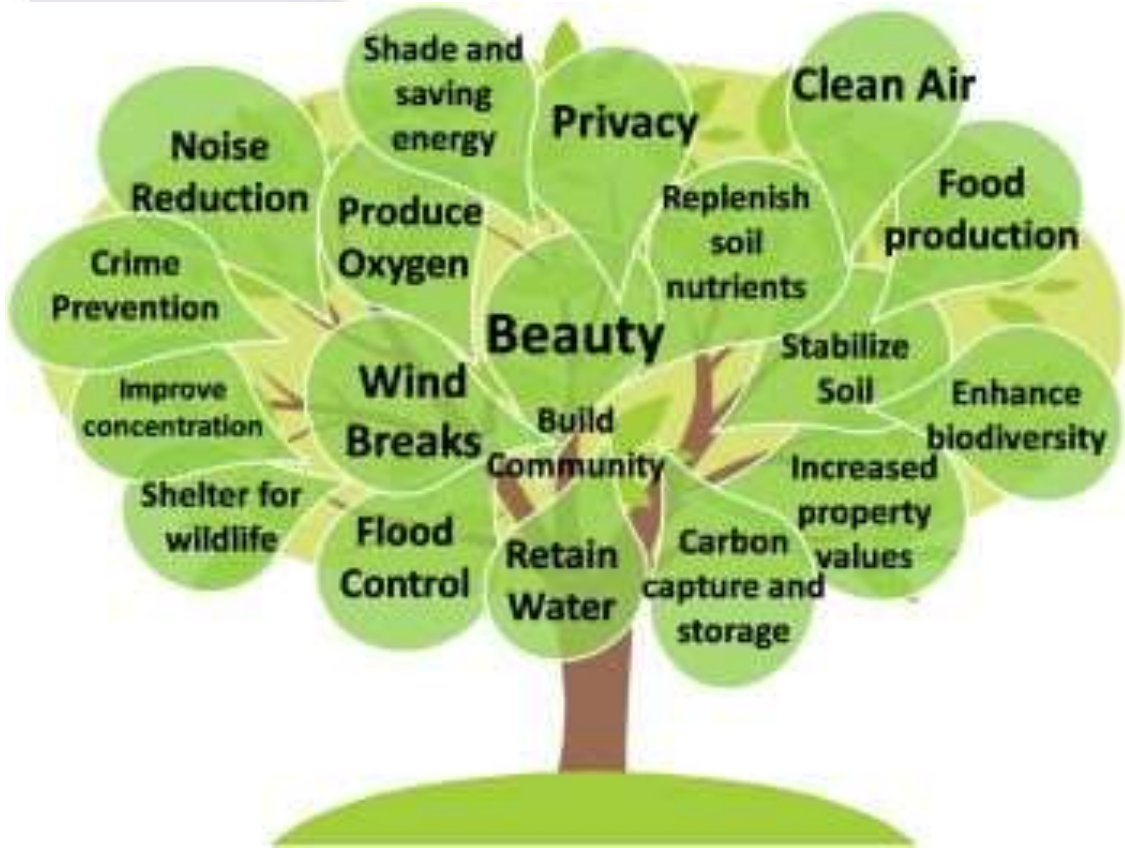 Shade and
saving
energy
Privacy
Clean Air
Noise
Reduction
Produce
Oxygen
Replenish
soil
nutrients
Food
production
Crime
Prevention
Beauty
Wind
Breaks
Stabilize
Soil
Improve
concentration
Build
Community
Enhance
biodiversity
Shelter for
wildlife
Flood
Control
Retain
Water
Carbon
capture and
storage
Increased
property
values